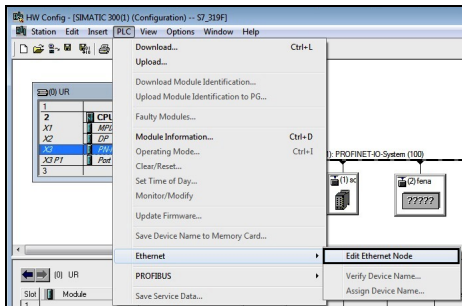 HW Config - [SIMATIC 300(1) (Configuration) -- S7_319F]
Station Edit Insert PLC View Options Window Help
Download... Ctrl+L
Upload...
Download Module Identification...
Upload Module Identification to PG...
Faulty Modules...
Module Information... Ctrl+D
Operating Mode... Ctrl+I
Clear/Reset...
Set Time of Day...
Monitor/Modify
Update Firmware...
Save Device Name to Memory Card...
Ethernet
PROFIBUS
Save Service Data...
Edit Ethernet Node
Verify Device Name...
Assign Device Name...
(0) UR
1
2 CPU
X1 MPI
X2 DP
X3 PN-I
X3 P1 Port
3
): PROFINET-IO-System (100)
(1) sc
(2) fena
?????
(0) UR
Slot Module
1